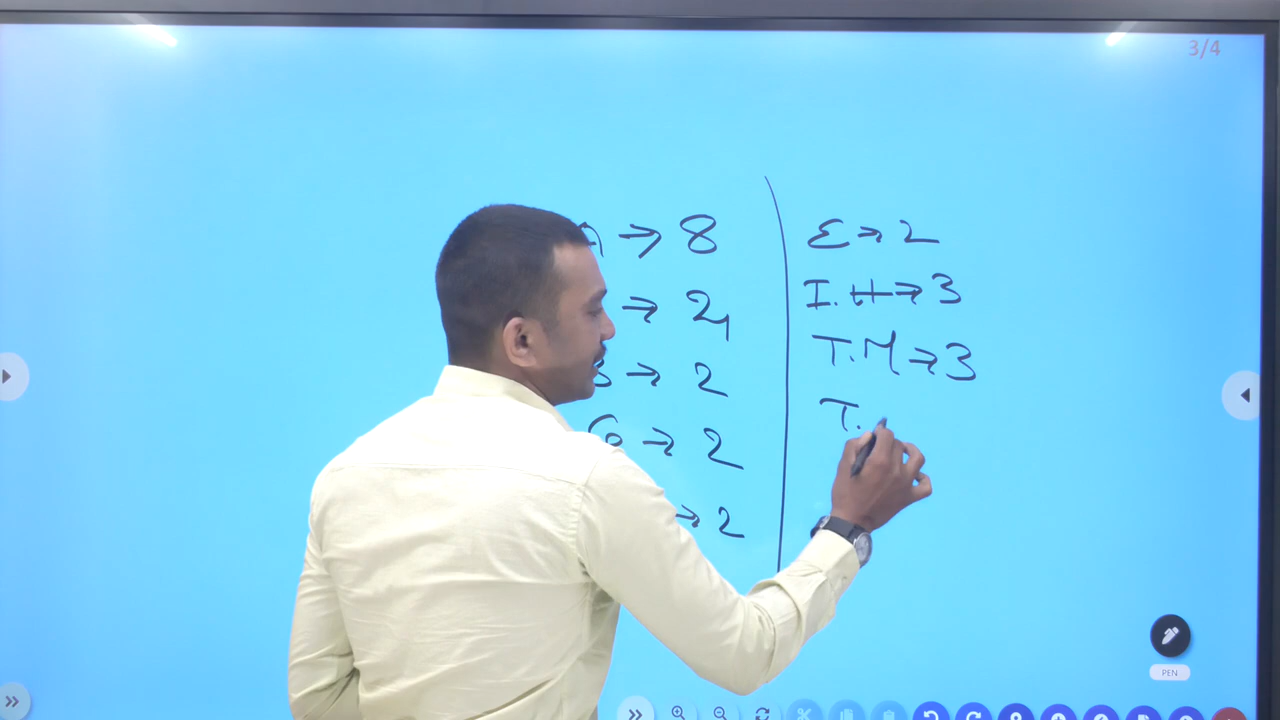 3/4
→ 8
→ 2
→ 2
→ 2
→ 2
E → 2
I.H → 3
T.M → 3
T.
PEN